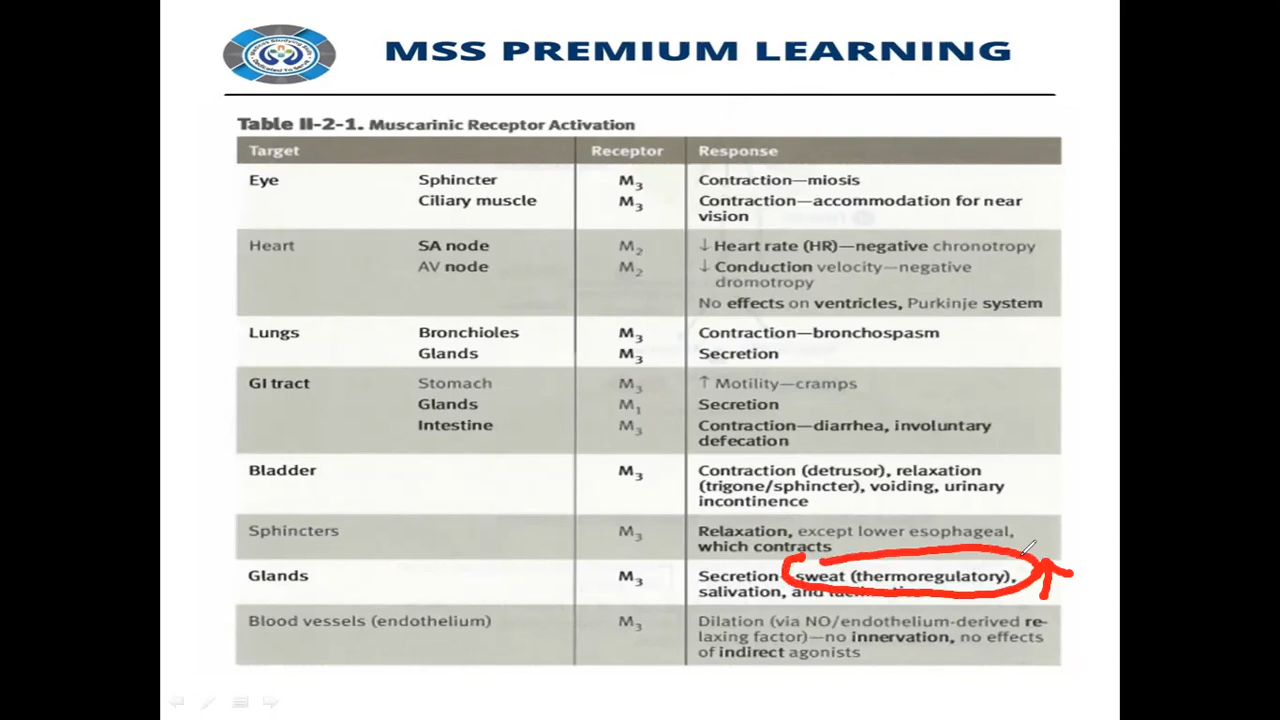 MSS PREMIUM LEARNING
Table II-2-1. Muscarinic Receptor Activation
Target Receptor Response
Eye Sphincter M3 Contraction—miosis
Ciliary muscle M3 Contraction—accommodation for near
vision
Heart SA node M2 ↓ Heart rate (HR)—negative chronotropy
AV node M2 ↓ Conduction velocity—negative
dromotropy
No effects on ventricles, Purkinje system
Lungs Bronchioles M3 Contraction—bronchospasm
Glands M3 Secretion
GI tract Stomach M3 ↑ Motility—cramps
Glands M1 Secretion
Intestine M3 Contraction—diarrhea, involuntary
defecation
Bladder M3 Contraction (detrusor), relaxation
(trigone/sphincter), voiding, urinary
incontinence
Sphincters M3 Relaxation, except lower esophageal,
which contracts
Glands M3 Secretion sweat (thermoregulatory),
salivation, and
Blood vessels (endothelium) M3 Dilation (via NO/endothelium-derived re-
laxing factor)—no innervation, no effects
of indirect agonists